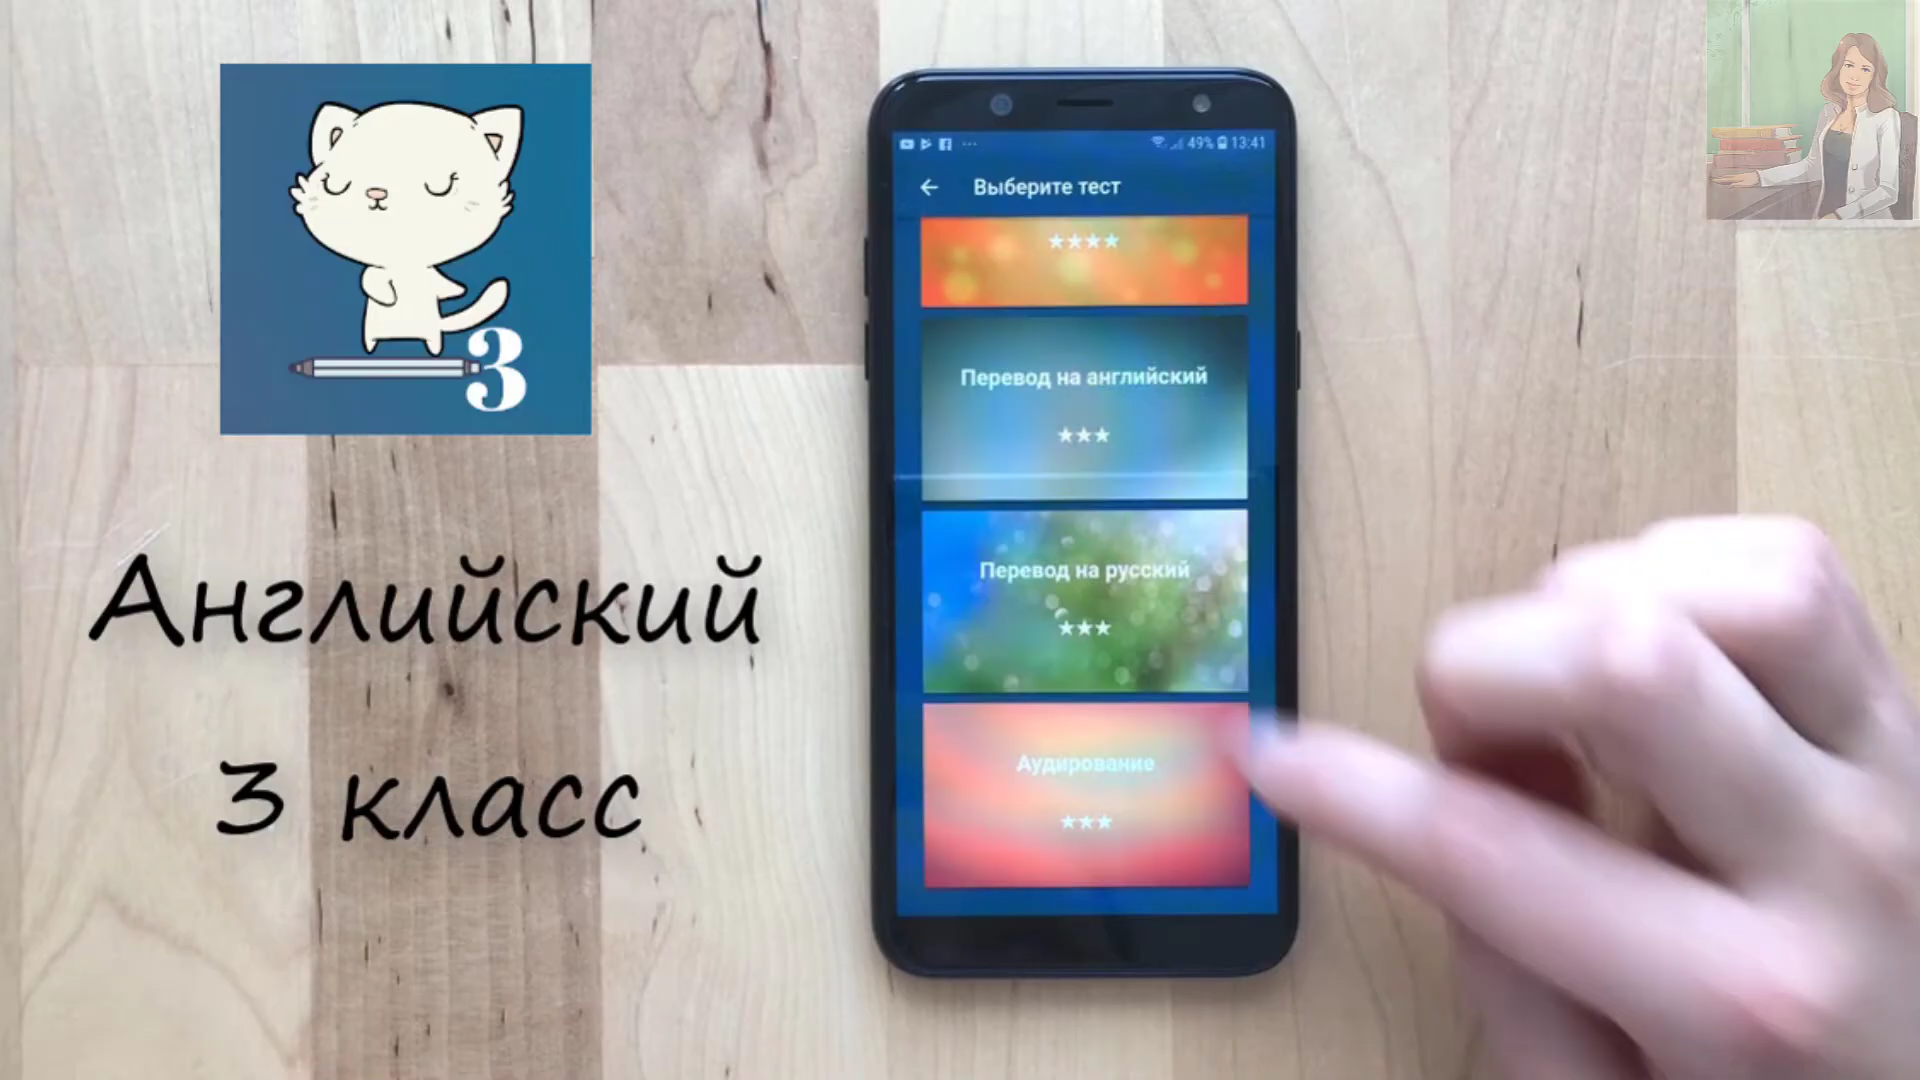 3
Английский
3 класс
49% 13:41
Выберите тест
★★★★
Перевод на английский
★★★
Перевод на русский
★★★
Аудирование
★★★